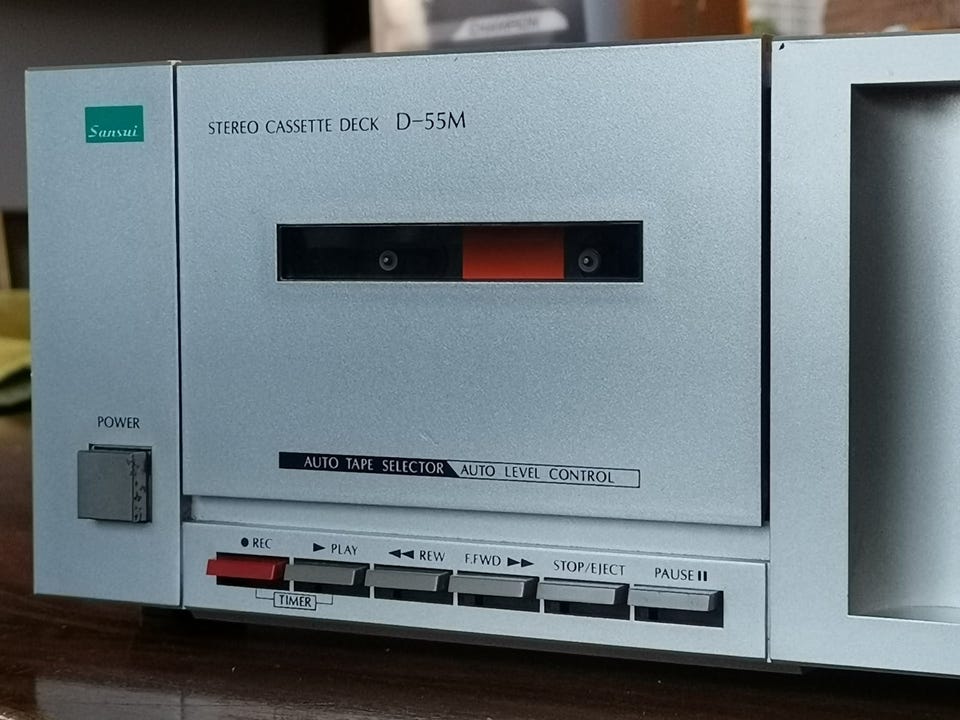 CHAMPION
Sansui
STEREO CASSETTE DECK D-55M
POWER
AUTO TAPE SELECTOR AUTO LEVEL CONTROL
● REC ► PLAY ◄◄ REW F.FWD ►► STOP/EJECT PAUSE ▮▮
TIMER